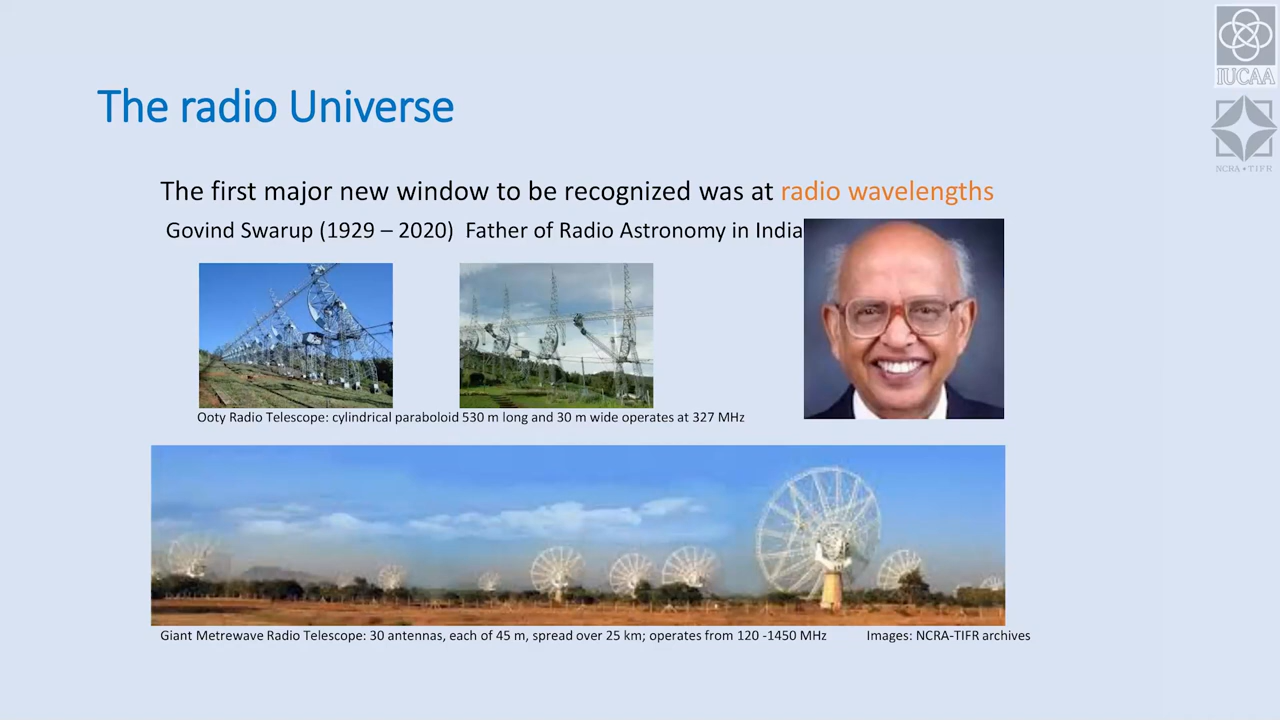 The radio Universe
The first major new window to be recognized was at radio wavelengths
Govind Swarup (1929 – 2020)  Father of Radio Astronomy in India
Ooty Radio Telescope: cylindrical paraboloid 530 m long and 30 m wide operates at 327 MHz
Giant Metrewave Radio Telescope: 30 antennas, each of 45 m, spread over 25 km; operates from 120 -1450 MHz
Images: NCRA-TIFR archives
IUCAA
NCRA•TIFR